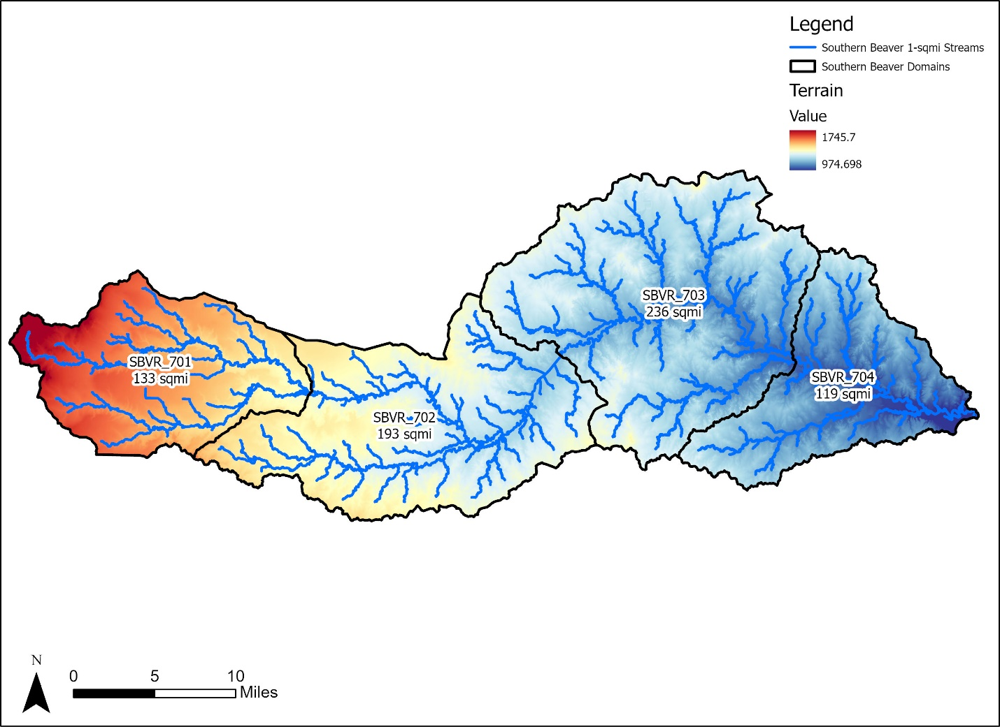 Legend
Southern Beaver 1-sqmi Streams
Southern Beaver Domains
Terrain
Value
1745.7
974.698
SBVR_703
236 sqmi
SBVR_701
133 sqmi
SBVR_704
119 sqmi
SBVR_702
193 sqmi
N
0 5 10
Miles